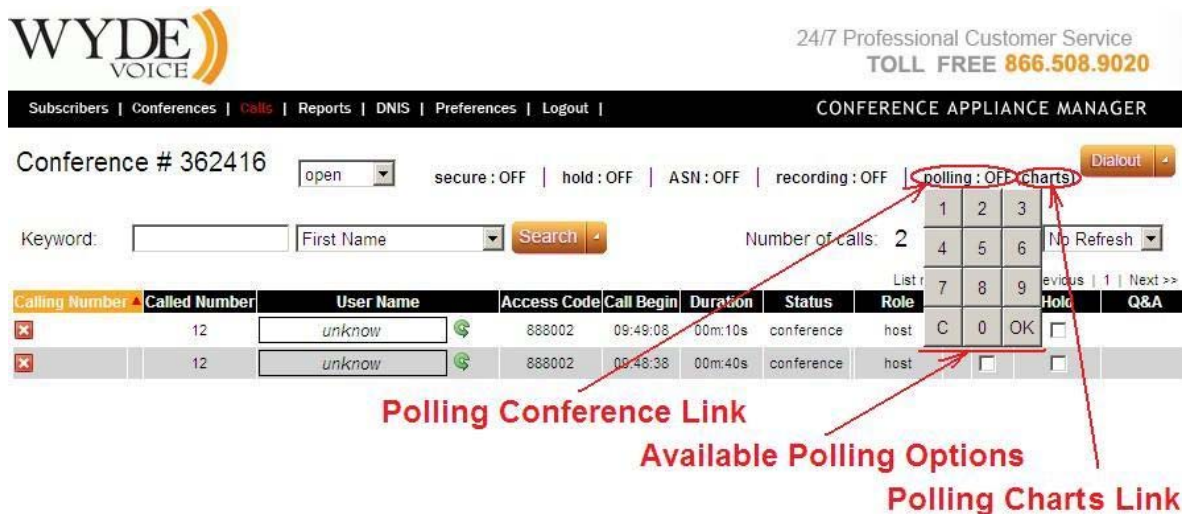 WYDE
VOICE
24/7 Professional Customer Service
TOLL FREE 866.508.9020
Subscribers | Conferences | Calls | Reports | DNIS | Preferences | Logout |
CONFERENCE APPLIANCE MANAGER
Conference # 362416
open
secure : OFF | hold : OFF | ASN : OFF | recording : OFF | polling : OFF (charts)
Dialout
Keyword:
First Name
Search
Number of calls: 2
No Refresh
1 2 3
4 5 6
7 8 9
C 0 OK
List
| 1 | Next >>
Calling Number Called Number User Name Access Code Call Begin Duration Status Role Hold Q&A
12 unknow 888002 09:49:08 00m:10s conference host
12 unknow 888002 09:48:38 00m:40s conference host
Polling Conference Link
Available Polling Options
Polling Charts Link